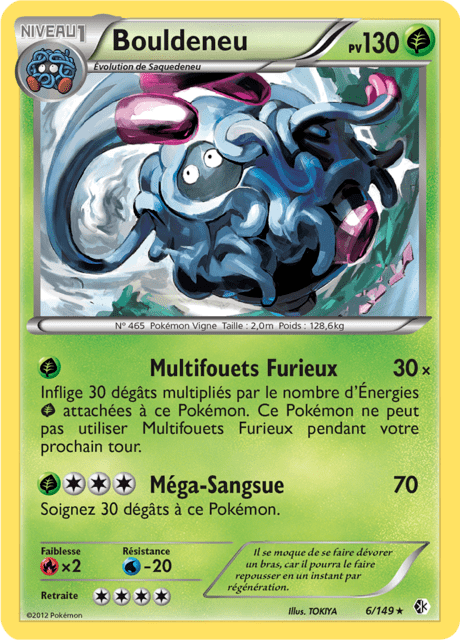 NIVEAU 1
Bouldeneu
PV 130
Évolution de Saquedeneu
N° 465 Pokémon Vigne Taille : 2,0m Poids : 128,6kg
Multifouets Furieux 30×
Inflige 30 dégâts multipliés par le nombre d'Énergies
attachées à ce Pokémon. Ce Pokémon ne peut
pas utiliser Multifouets Furieux pendant votre
prochain tour.
Méga-Sangsue 70
Soignez 30 dégâts à ce Pokémon.
Faiblesse Résistance
×2 -20
Retraite
Il se moque de se faire dévorer
un bras, car il pourra le faire
repousser en un instant par
régénération.
©2012 Pokémon
Illus. TOKIYA 6/149 ★